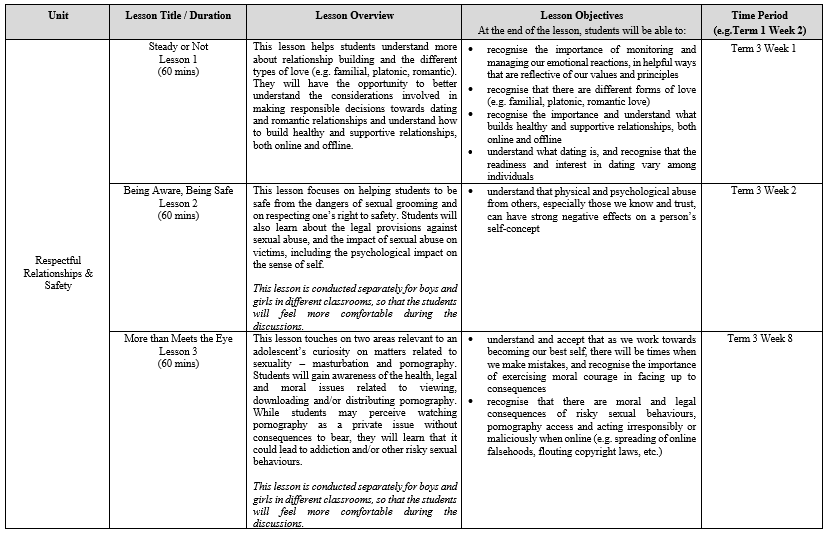 Unit
Lesson Title / Duration
Lesson Overview
Lesson Objectives
At the end of the lesson, students will be able to:
Time Period
(e.g.Term 1 Week 2)
Respectful
Relationships &
Safety
Steady or Not
Lesson 1
(60 mins)
This lesson helps students understand more
about relationship building and the different
types of love (e.g. familial, platonic, romantic).
They will have the opportunity to better
understand the considerations involved in
making responsible decisions towards dating
and romantic relationships and understand how
to build healthy and supportive relationships,
both online and offline.
• recognise the importance of monitoring and
managing our emotional reactions, in helpful ways
that are reflective of our values and principles
• recognise that there are different forms of love
(e.g. familial, platonic, romantic love)
• recognise the importance and understand what
builds healthy and supportive relationships, both
online and offline
• understand what dating is, and recognise that the
readiness and interest in dating vary among
individuals
Term 3 Week 1
Being Aware, Being Safe
Lesson 2
(60 mins)
This lesson focuses on helping students to be
safe from the dangers of sexual grooming and
on respecting one's right to safety. Students will
also learn about the legal provisions against
sexual abuse, and the impact of sexual abuse on
victims, including the psychological impact on
the sense of self.
This lesson is conducted separately for boys and
girls in different classrooms, so that the students
will feel more comfortable during the
discussions.
• understand that physical and psychological abuse
from others, especially those we know and trust,
can have strong negative effects on a person's
self-concept
Term 3 Week 2
More than Meets the Eye
Lesson 3
(60 mins)
This lesson touches on two areas relevant to an
adolescent's curiosity on matters related to
sexuality – masturbation and pornography.
Students will gain awareness of the health, legal
and moral issues related to viewing,
downloading and/or distributing pornography.
While students may perceive watching
pornography as a private issue without
consequences to bear, they will learn that it
could lead to addiction and/or other risky sexual
behaviours.
This lesson is conducted separately for boys and
girls in different classrooms, so that the students
will feel more comfortable during the
discussions.
• understand and accept that as we work towards
becoming our best self, there will be times when
we make mistakes, and recognise the importance
of exercising moral courage in facing up to
consequences
• recognise that there are moral and legal
consequences of risky sexual behaviours,
pornography access and acting irresponsibly or
maliciously when online (e.g. spreading of online
falsehoods, flouting copyright laws, etc.)
Term 3 Week 8